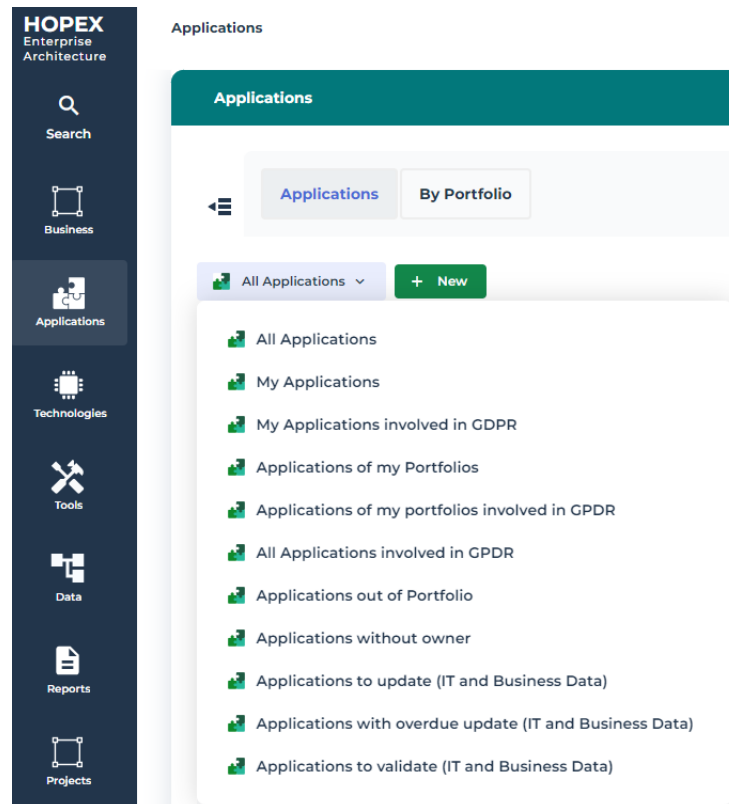 HOPEX
Enterprise
Architecture
Search
Business
Applications
Technologies
Tools
Data
Reports
Projects
Applications
Applications
Applications
By Portfolio
All Applications
+ New
All Applications
My Applications
My Applications involved in GDPR
Applications of my Portfolios
Applications of my portfolios involved in GPDR
All Applications involved in GPDR
Applications out of Portfolio
Applications without owner
Applications to update (IT and Business Data)
Applications with overdue update (IT and Business Data)
Applications to validate (IT and Business Data)